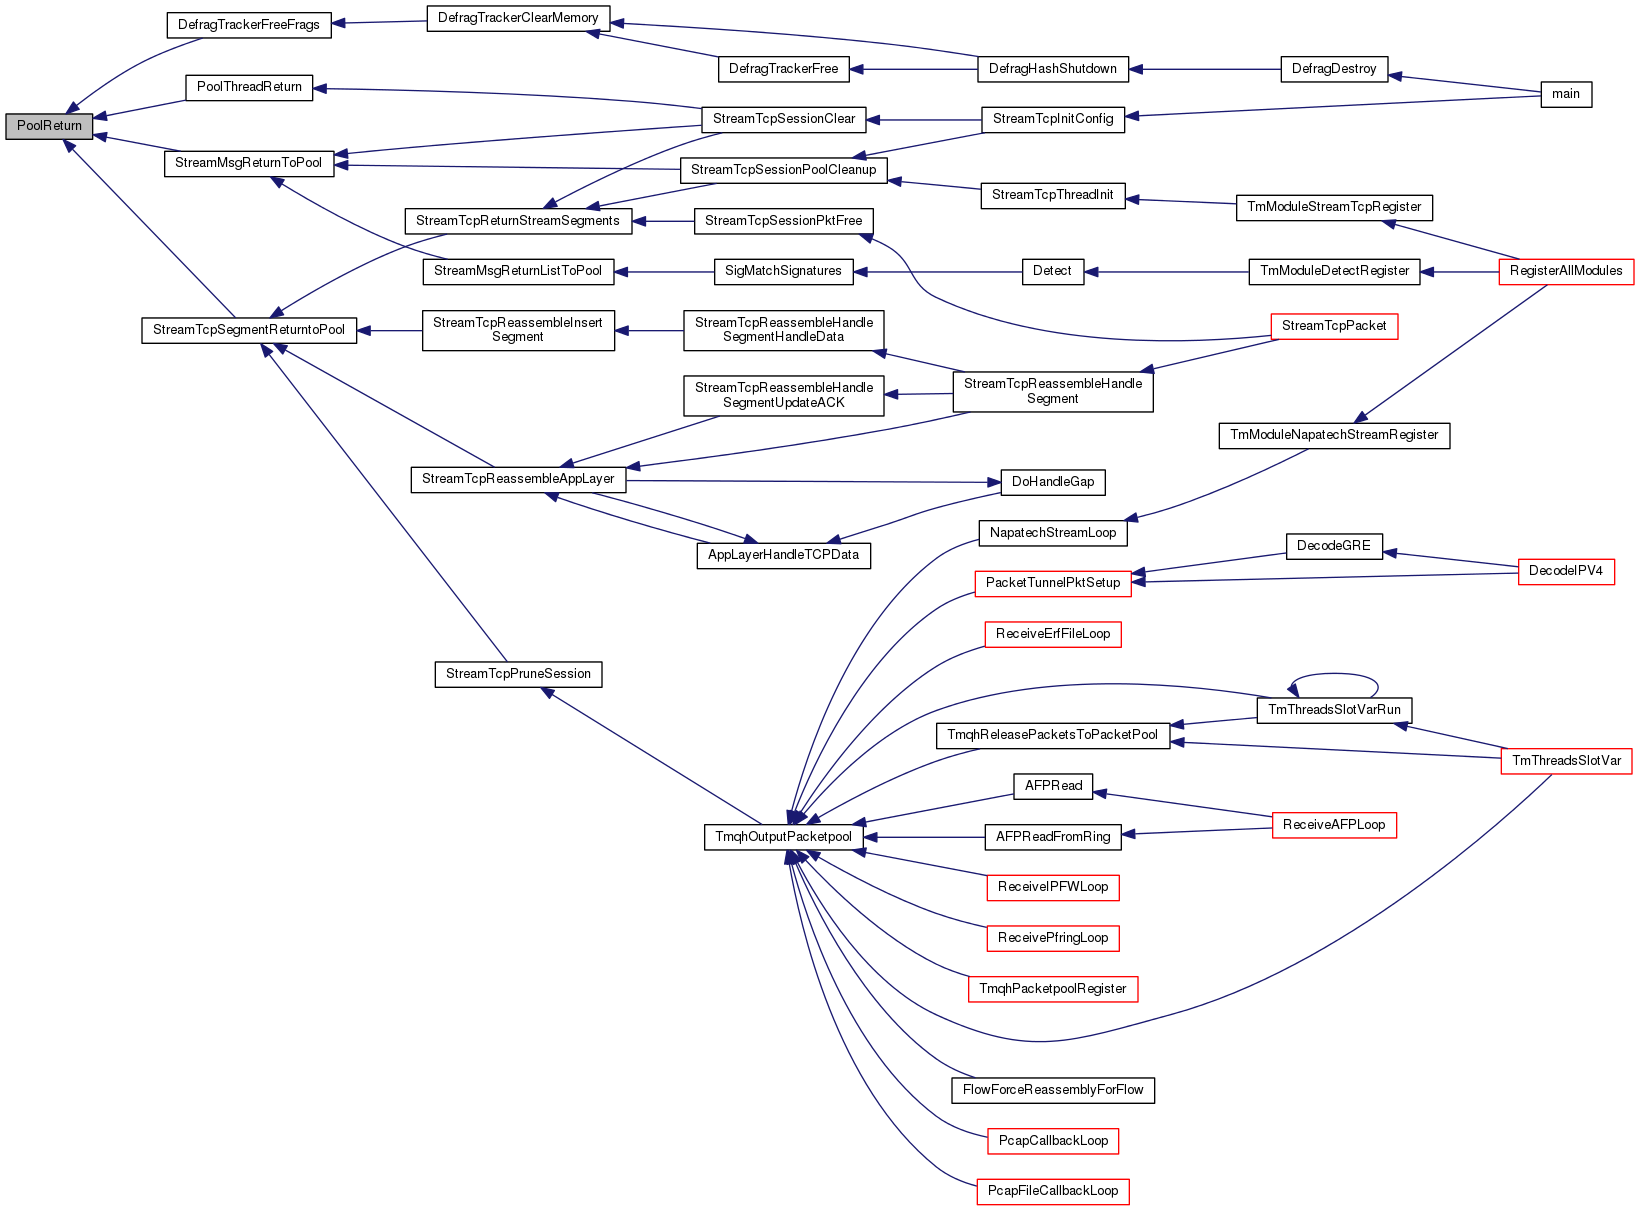 DefragTrackerFreeFrags
DefragTrackerClearMemory
DefragTrackerFree
DefragHashShutdown
DefragDestroy
main
PoolThreadReturn
PoolReturn
StreamTcpSessionClear
StreamTcpInitConfig
StreamMsgReturnToPool
StreamTcpSessionPoolCleanup
StreamTcpThreadInit
TmModuleStreamTcpRegister
StreamTcpReturnStreamSegments
StreamTcpSessionPktFree
StreamMsgReturnListToPool
SigMatchSignatures
Detect
TmModuleDetectRegister
RegisterAllModules
StreamTcpSegmentReturntoPool
StreamTcpReassembleInsert
Segment
StreamTcpReassembleHandle
SegmentHandleData
StreamTcpPacket
StreamTcpReassembleHandle
SegmentUpdateACK
StreamTcpReassembleHandle
Segment
TmModuleNapatechStreamRegister
StreamTcpReassembleAppLayer
DoHandleGap
NapatechStreamLoop
AppLayerHandleTCPData
DecodeGRE
PacketTunnelPktSetup
DecodeIPV4
ReceiveErfFileLoop
StreamTcpPruneSession
TmThreadsSlotVarRun
TmqhReleasePacketsToPacketPool
TmThreadsSlotVar
AFPRead
ReceiveAFPLoop
TmqhOutputPacketpool
AFPReadFromRing
ReceiveIPFWLoop
ReceivePfringLoop
TmqhPacketpoolRegister
FlowForceReassemblyForFlow
PcapCallbackLoop
PcapFileCallbackLoop